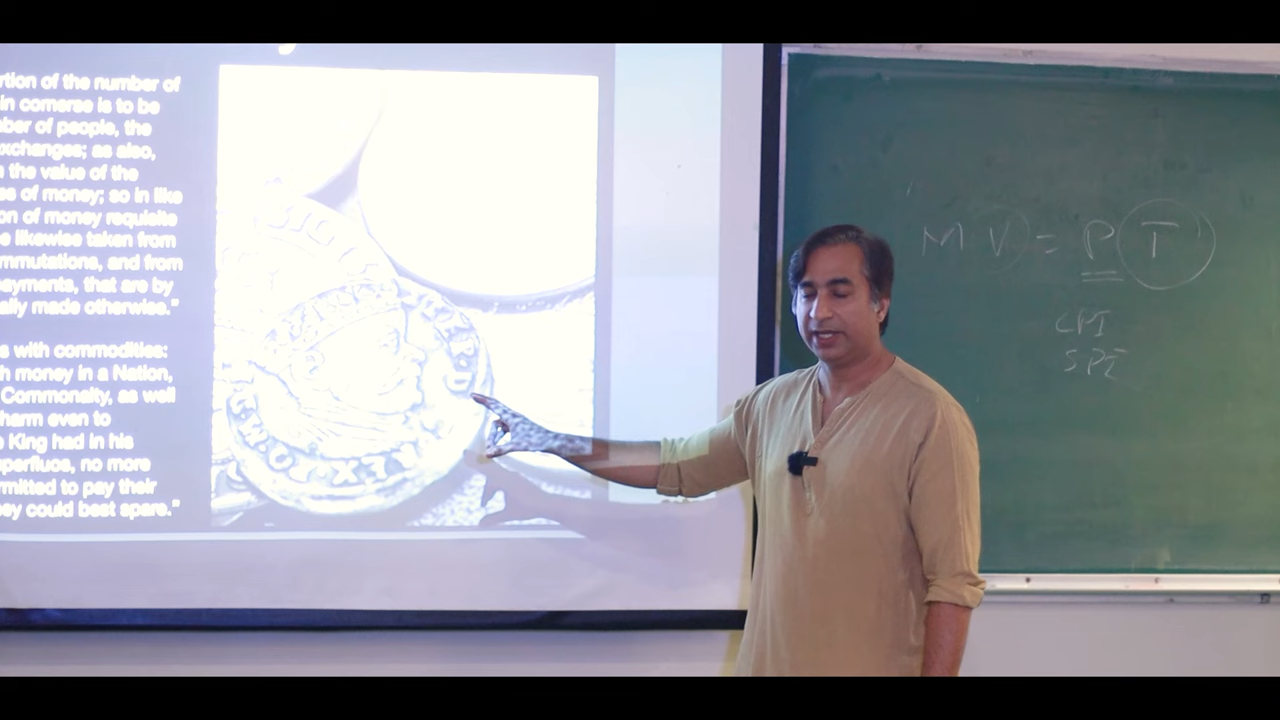 rtion of the number of
in comerse is to be
ber of people, the
xchanges; as also,
the value of the
es of money; so in like
on of money requisite
e likewise taken from
mmutations, and from
payments, that are by
ally made otherwise."
s with commodities:
h money in a Nation,
Commonalty, as well
harm even to
King had in his
perfluos, no more
rmitted to pay their
ey could best spare."
M V = P T
CPI
SPI